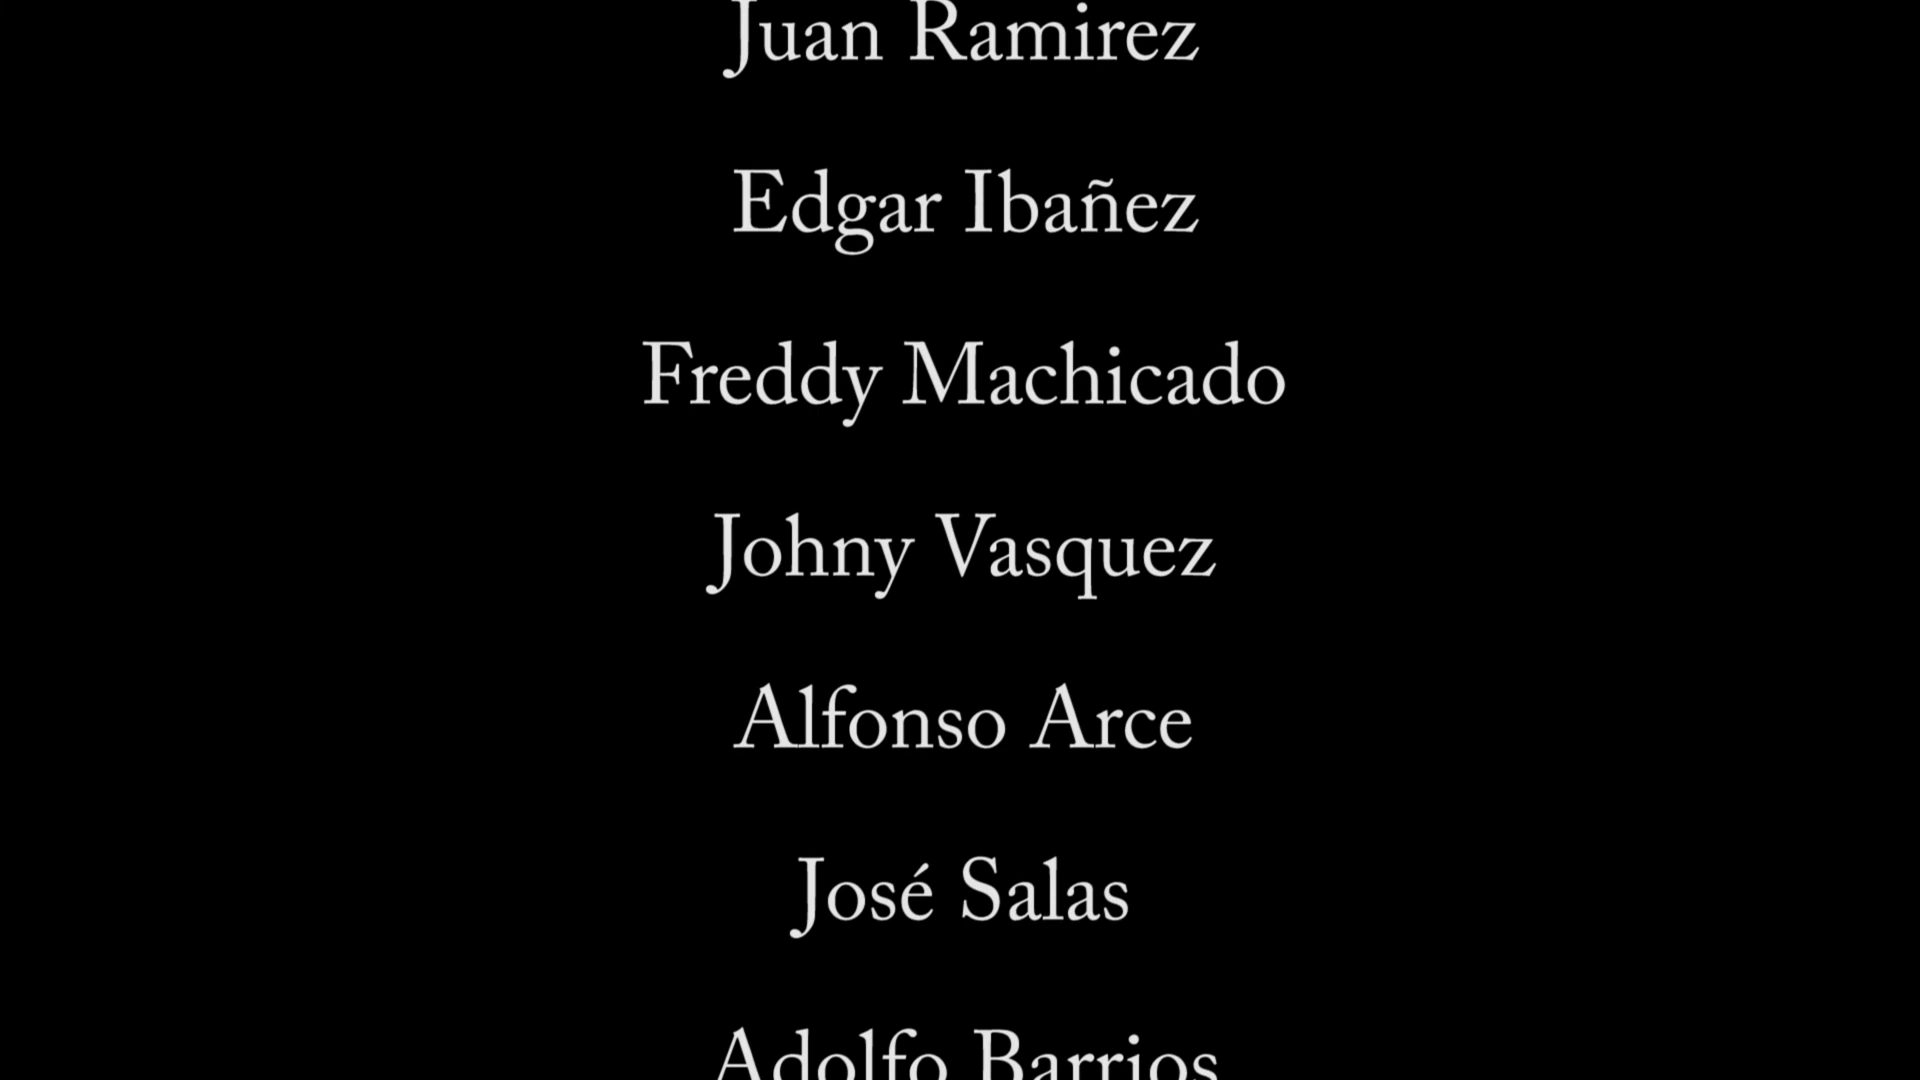 Juan Ramirez
Edgar Ibañez
Freddy Machicado
Johny Vasquez
Alfonso Arce
José Salas
Adolfo Barrios